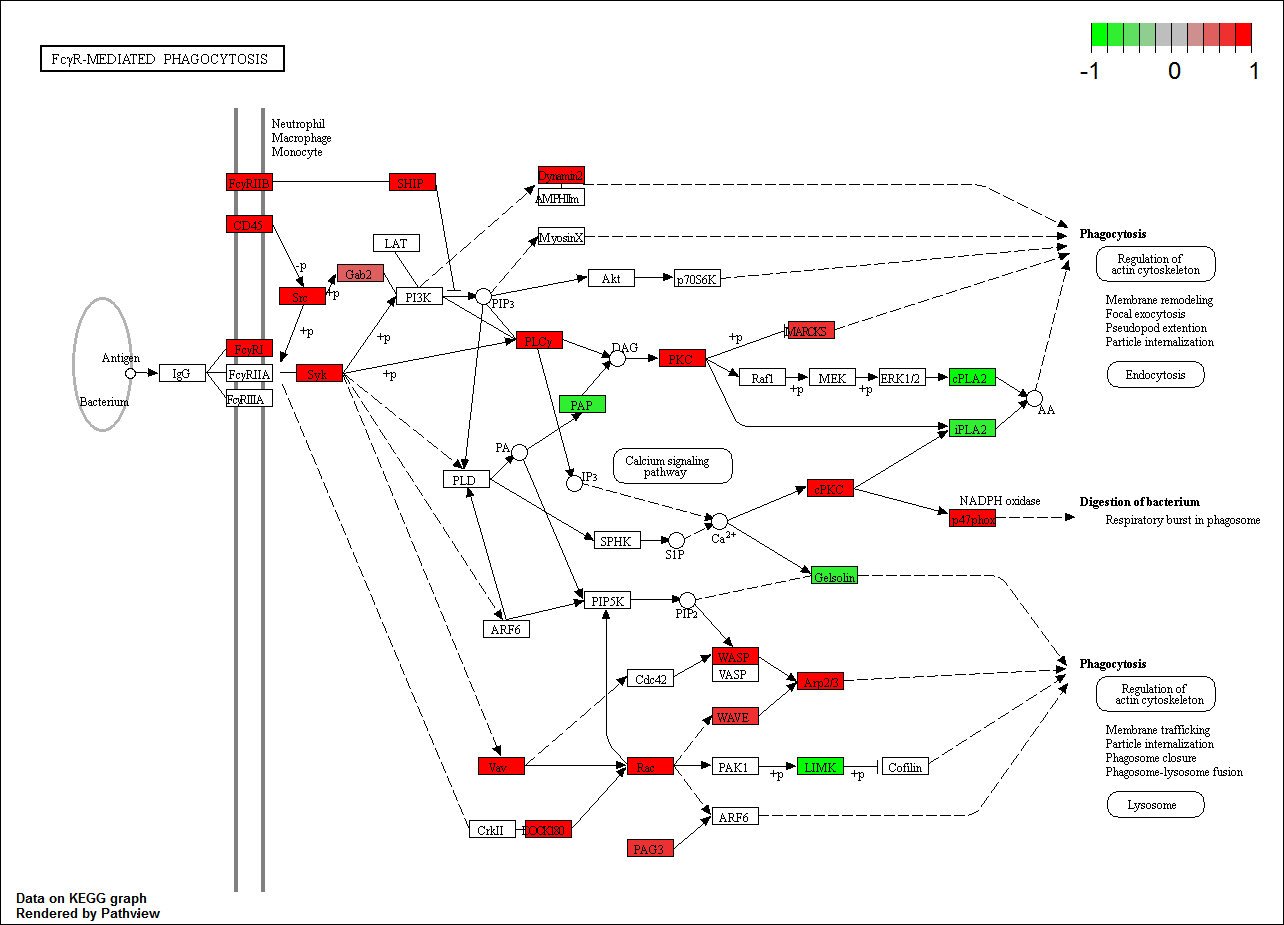 FcγR-MEDIATED PHAGOCYTOSIS
-1 0 1
Neutrophil
Macrophage
Monocyte
FcγRIIB
SHIP
Dynamin2
AMPHIIm
CD45
LAT
MyosinX
Phagocytosis
Regulation of
actin cytoskeleton
-p
Gab2
+p
Src
PI3K
PIP3
Akt
p70S6K
Membrane remodeling
Focal exocytosis
Pseudopod extention
Particle internalization
+p
+p
PLCγ
+p
MARCKS
FcγRI
Antigen
IgG
FcγRIIA
Syk
+p
DAG
PKC
Raf1
+p
MEK
+p
ERK1/2
cPLA2
Endocytosis
Bacterium
FcγRIIIA
PAP
AA
iPLA2
PA
Calcium signaling
pathway
PLD
IP3
cPKC
NADPH oxidase
p47phox
Digestion of bacterium
Respiratory burst in phagosome
SPHK
S1P
Ca2+
Gelsolin
PIP5K
PIP2
ARF6
WASP
VASP
Cdc42
Arp2/3
Phagocytosis
Regulation of
actin cytoskeleton
WAVE
Membrane trafficking
Particle internalization
Phagosome closure
Phagosome-lysosome fusion
Vav
Rac
PAK1
+p
LIMK
+p
Cofilin
Lysosome
CrkII
DOCK180
ARF6
PAG3
Data on KEGG graph
Rendered by Pathview